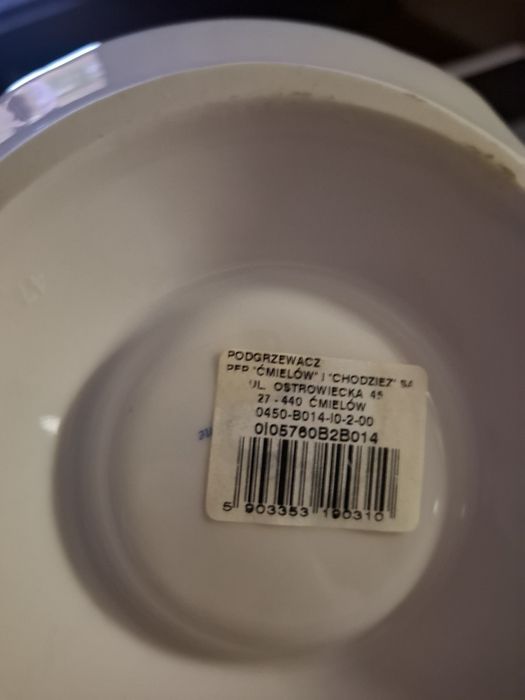 PODGRZEWACZ
PFP "ĆMIELÓW" I "CHODZIEŻ" SA
UL. OSTROWIECKA 45
27-440 ĆMIELÓW
0450-B014-I0-2-00
0I05760B2B014
5 903353 190310